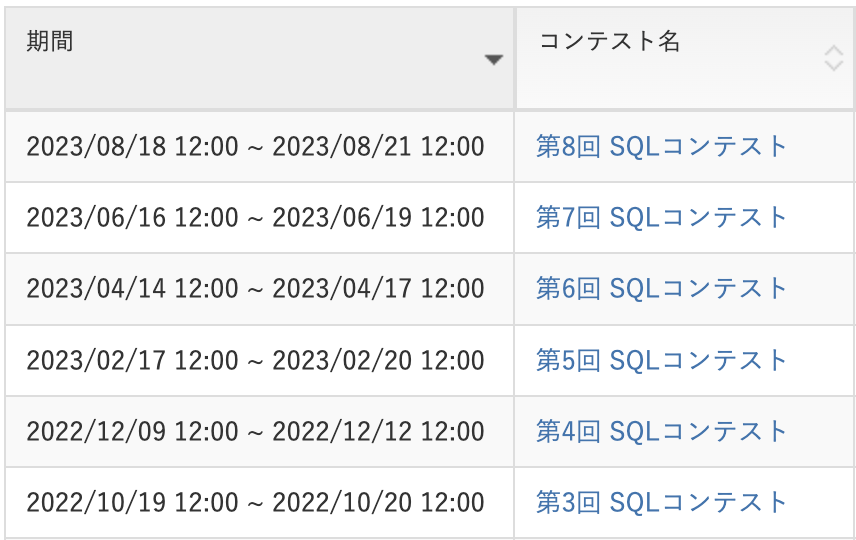 期間 コンテスト名
2023/08/18 12:00 ~ 2023/08/21 12:00 第8回 SQLコンテスト
2023/06/16 12:00 ~ 2023/06/19 12:00 第7回 SQLコンテスト
2023/04/14 12:00 ~ 2023/04/17 12:00 第6回 SQLコンテスト
2023/02/17 12:00 ~ 2023/02/20 12:00 第5回 SQLコンテスト
2022/12/09 12:00 ~ 2022/12/12 12:00 第4回 SQLコンテスト
2022/10/19 12:00 ~ 2022/10/20 12:00 第3回 SQLコンテスト